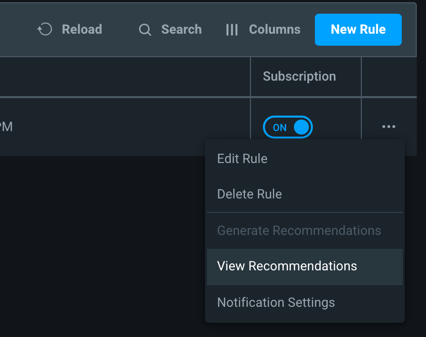 Reload Search Columns New Rule
Subscription
PM ON
Edit Rule
Delete Rule
Generate Recommendations
View Recommendations
Notification Settings